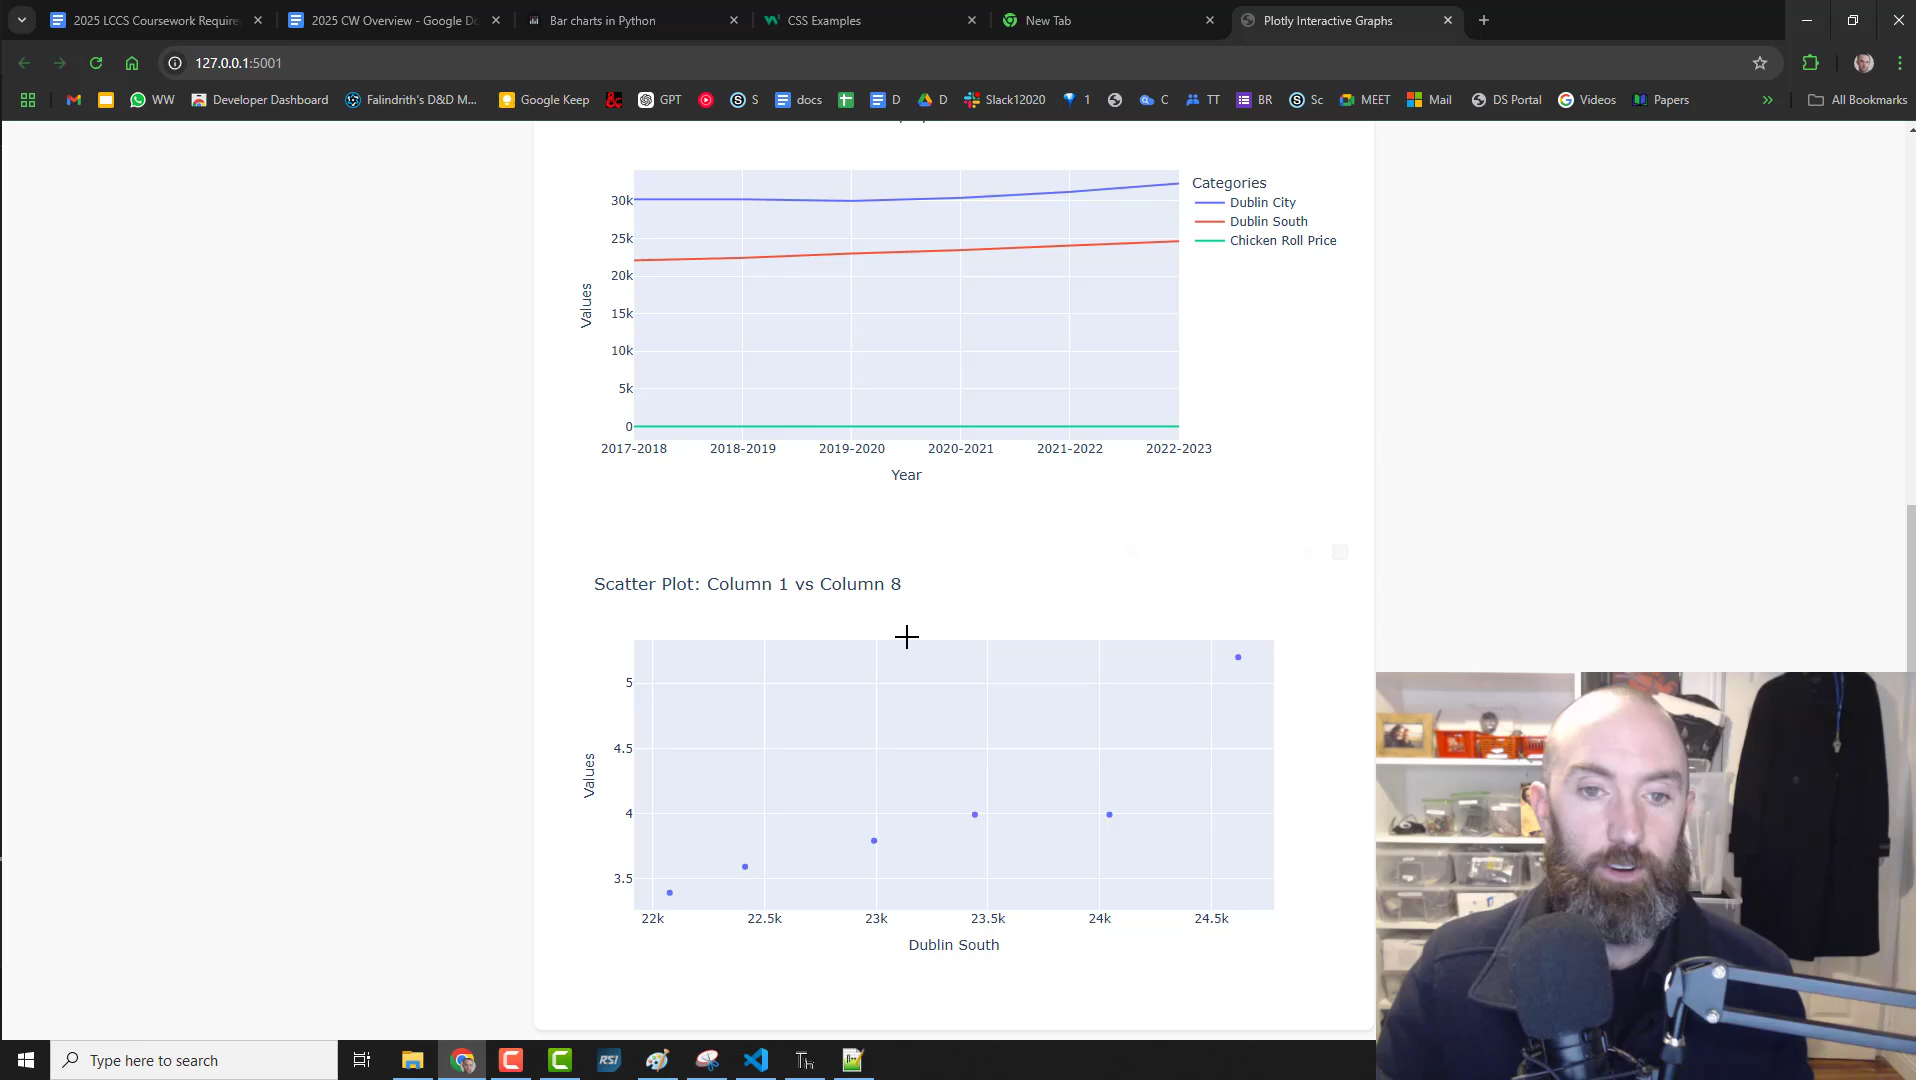 2025 LCCS Coursework Require
2025 CW Overview - Google Do
Bar charts in Python
CSS Examples
New Tab
Plotly Interactive Graphs
127.0.0.1:5001
WW
Developer Dashboard
Falindrith's D&D M...
Google Keep
GPT
S
docs
D
D
Slack12020
1
C
TT
BR
Sc
MEET
Mail
DS Portal
Videos
Papers
»
All Bookmarks
Categories
Dublin City
Dublin South
Chicken Roll Price
30k
25k
20k
15k
10k
5k
0
Values
2017-2018 2018-2019 2019-2020 2020-2021 2021-2022 2022-2023
Year
Scatter Plot: Column 1 vs Column 8
5
4.5
4
3.5
Values
22k 22.5k 23k 23.5k 24k 24.5k
Dublin South
Type here to search
RSI